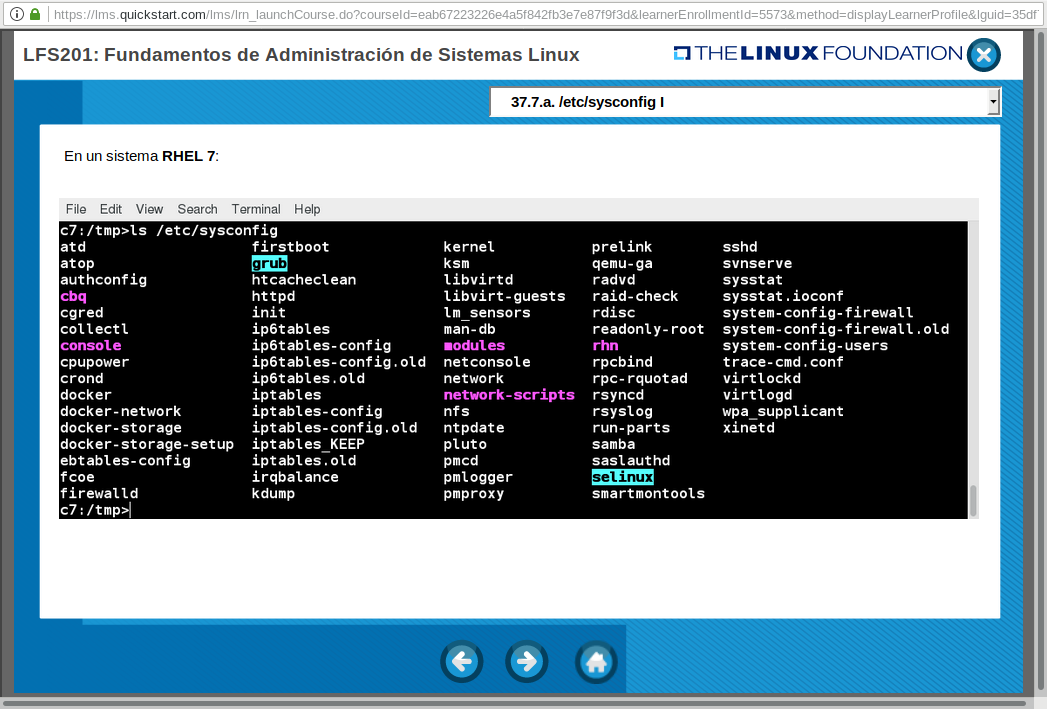 https://lms.quickstart.com/lms/lrn_launchCourse.do?courseId=eab67223226e4a5f842fb3e7e87f9f3d&learnerEnrollmentId=5573&method=displayLearnerProfile&lguid=35df
LFS201: Fundamentos de Administración de Sistemas Linux
THE LINUX FOUNDATION
37.7.a. /etc/sysconfig I
En un sistema RHEL 7:
File Edit View Search Terminal Help
c7:/tmp>ls /etc/sysconfig
atd firstboot kernel prelink sshd
atop grub ksm qemu-ga svnserve
authconfig htcacheclean libvirtd radvd sysstat
cbq httpd libvirt-guests raid-check sysstat.ioconf
cgred init lm_sensors rdisc system-config-firewall
collectl ip6tables man-db readonly-root system-config-firewall.old
console ip6tables-config modules rhn system-config-users
cpupower ip6tables-config.old netconsole rpcbind trace-cmd.conf
crond ip6tables.old network rpc-rquotad virtlockd
docker iptables network-scripts rsyncd virtlogd
docker-network iptables-config nfs rsyslog wpa_supplicant
docker-storage iptables-config.old ntpdate run-parts xinetd
docker-storage-setup iptables_KEEP pluto samba
ebtables-config iptables.old pmcd saslauthd
fcoe irqbalance pmlogger selinux
firewalld kdump pmproxy smartmontools
c7:/tmp>